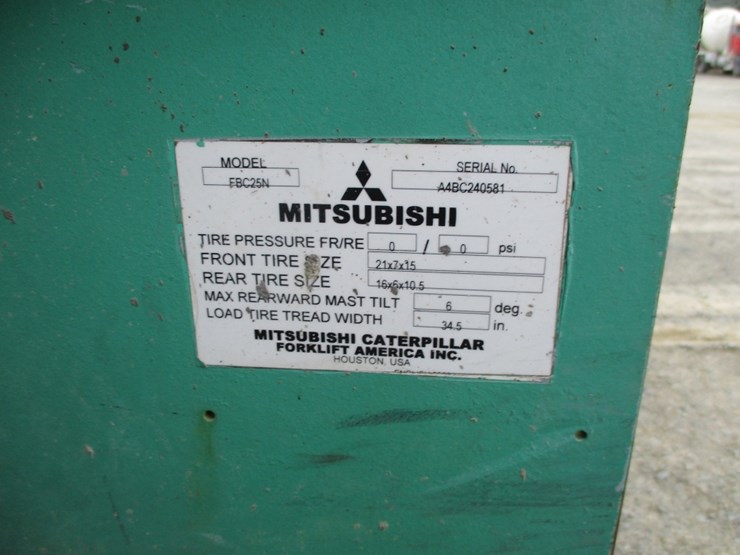 MODEL SERIAL No.
FBC25N A4BC240581
MITSUBISHI
TIRE PRESSURE FR/RE 0 / 0 psi
FRONT TIRE SIZE 21x7x15
REAR TIRE SIZE 16x6x10.5
MAX REARWARD MAST TILT 6 deg.
LOAD TIRE TREAD WIDTH 34.5 in.
MITSUBISHI CATERPILLAR
FORKLIFT AMERICA INC.
HOUSTON, USA